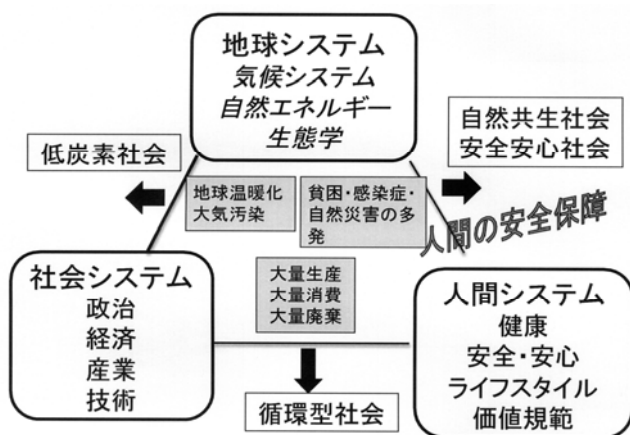 地球システム
気候システム
自然エネルギー
生態学
低炭素社会
自然共生社会
安全安心社会
地球温暖化
大気汚染
貧困・感染症・
自然災害の多
発
人間の安全保障
社会システム
政治
経済
産業
技術
大量生産
大量消費
大量廃棄
人間システム
健康
安全・安心
ライフスタイル
価値規範
循環型社会